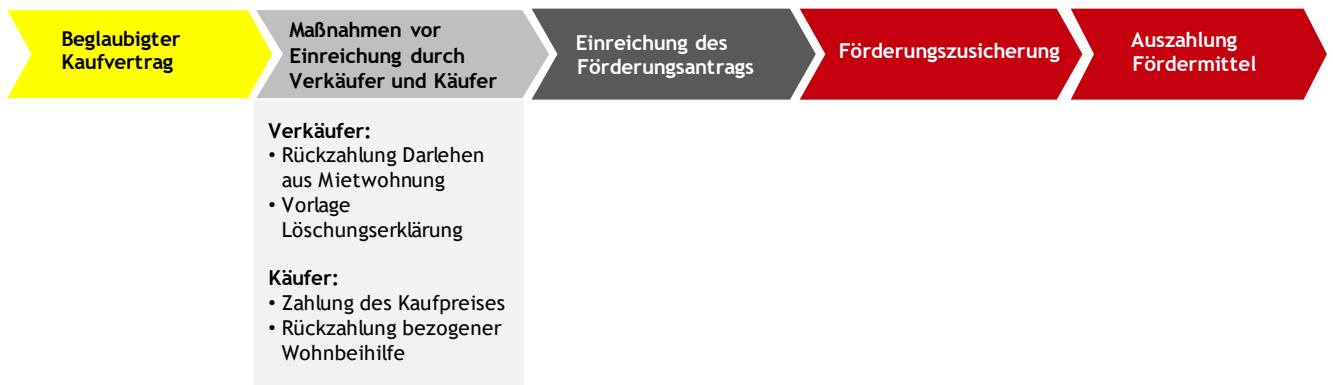 Beglaubigter
Kaufvertrag
Maßnahmen vor
Einreichung durch
Verkäufer und Käufer
Einreichung des
Förderungsantrags
Förderungszusicherung
Auszahlung
Fördermittel
Verkäufer:
• Rückzahlung Darlehen
aus Mietwohnung
• Vorlage
Löschungserklärung
Käufer:
• Zahlung des Kaufpreises
• Rückzahlung bezogener
Wohnbeihilfe